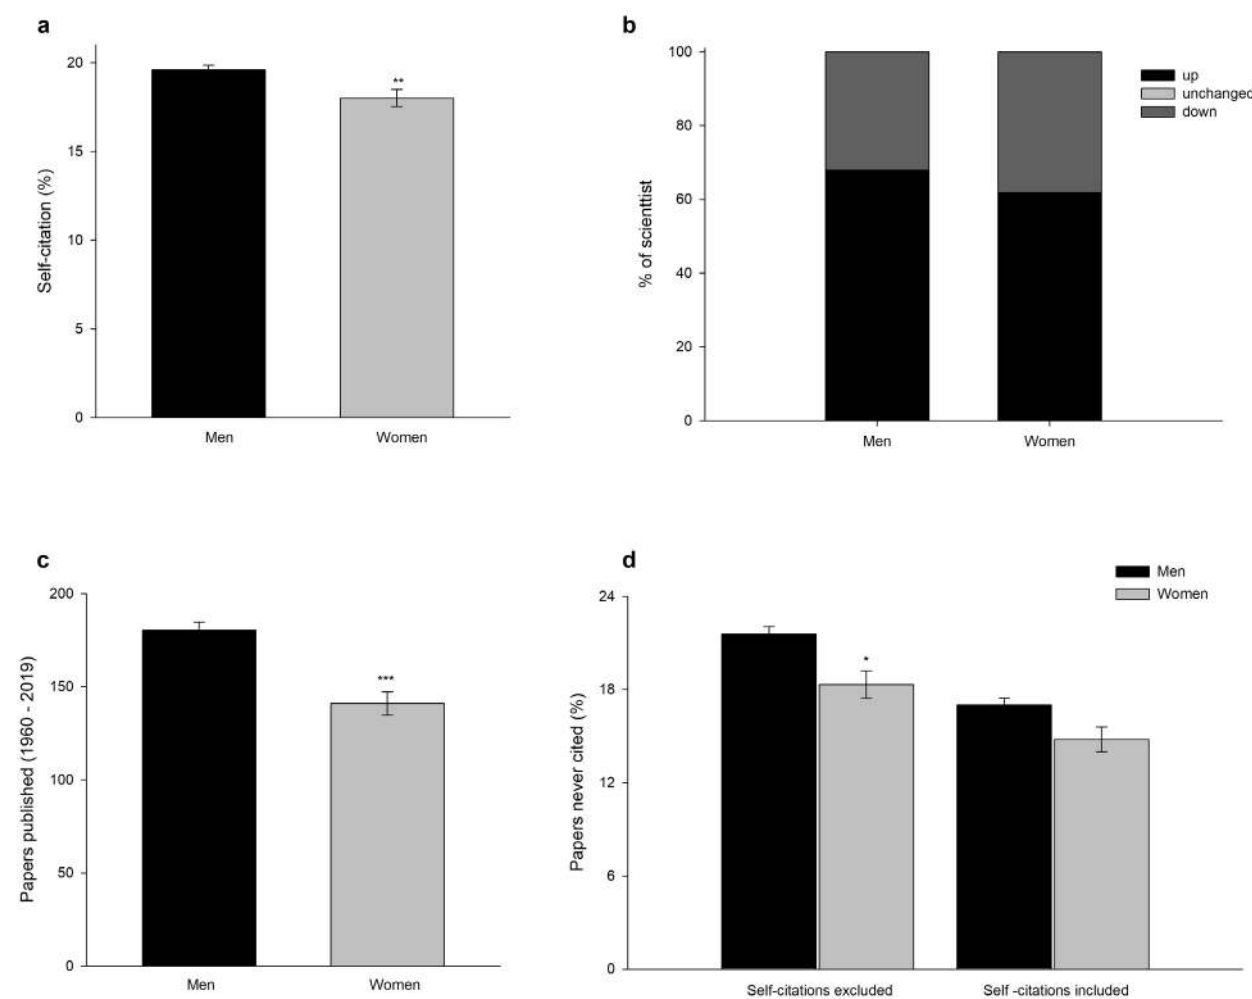 a
20
15
10
5
0
Self-citation (%)
**
Men
Women
b
100
80
60
40
20
0
% of scienttist
up
unchanged
down
Men
Women
c
200
150
100
50
0
Papers published (1960 - 2019)
***
Men
Women
d
24
18
12
6
0
Papers never cited (%)
Men
Women
*
Self-citations excluded
Self -citations included